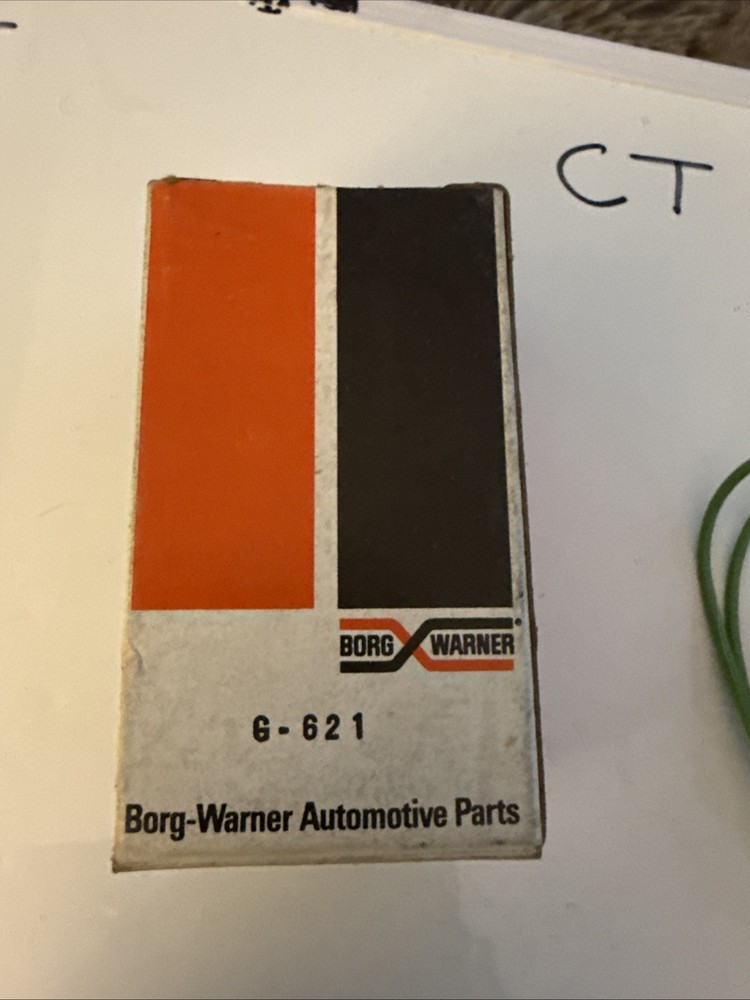 CT
BORG WARNER
G-621
Borg-Warner Automotive Parts